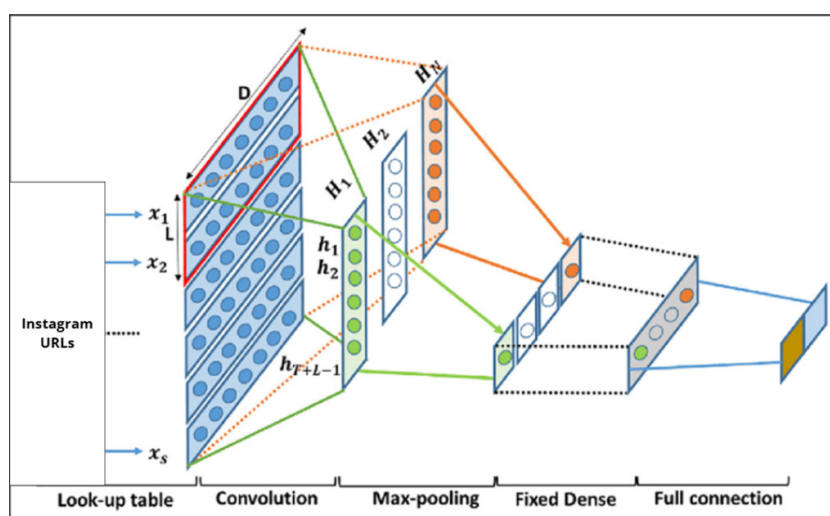 D
H_N
H_2
H_1
x_1
L
x_2
h_1
h_2
Instagram
URLs
h_{T+L-1}
x_s
Look-up table
Convolution
Max-pooling
Fixed Dense
Full connection